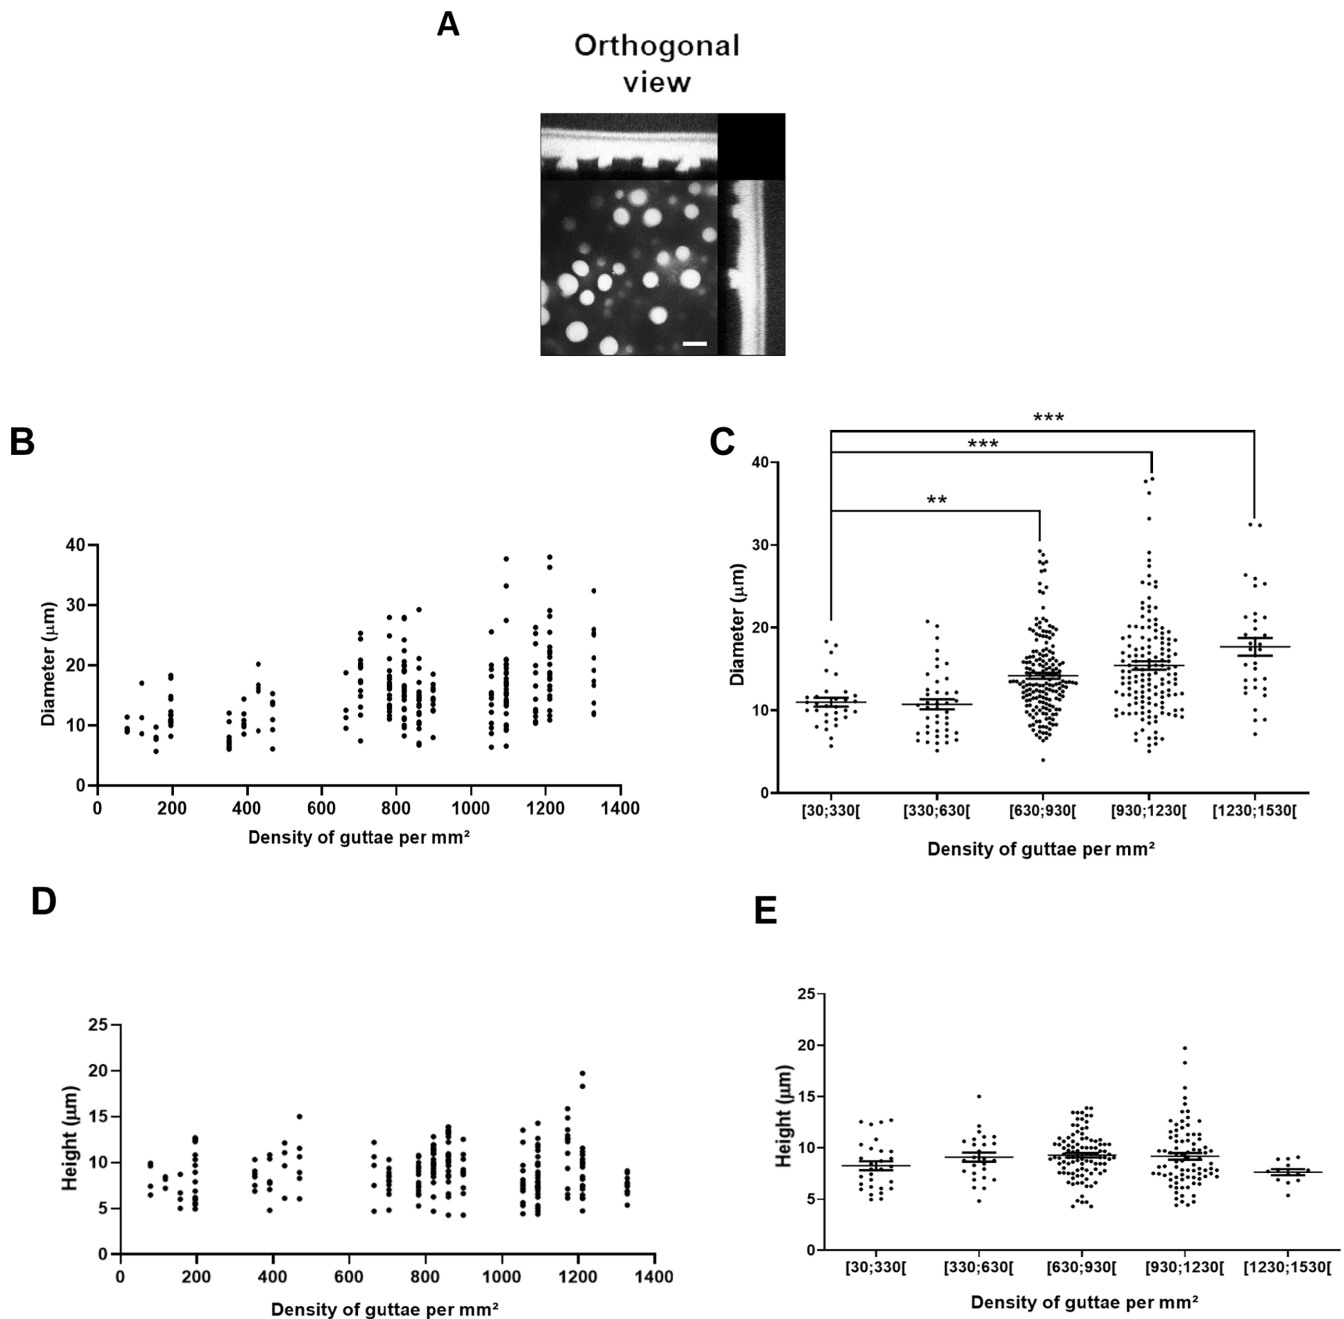 A
Orthogonal
view
B
40
30
20
10
0
Diameter (μm)
0 200 400 600 800 1000 1200 1400
Density of guttae per mm²
C
***
***
**
40
30
20
10
0
Diameter (μm)
[30;330[ [330;630[ [630;930[ [930;1230[ [1230;1530[
Density of guttae per mm²
D
25
20
15
10
5
0
Height (μm)
0 200 400 600 800 1000 1200 1400
Density of guttae per mm²
E
25
20
15
10
5
0
Height (μm)
[30;330[ [330;630[ [630;930[ [930;1230[ [1230;1530[
Density of guttae per mm²